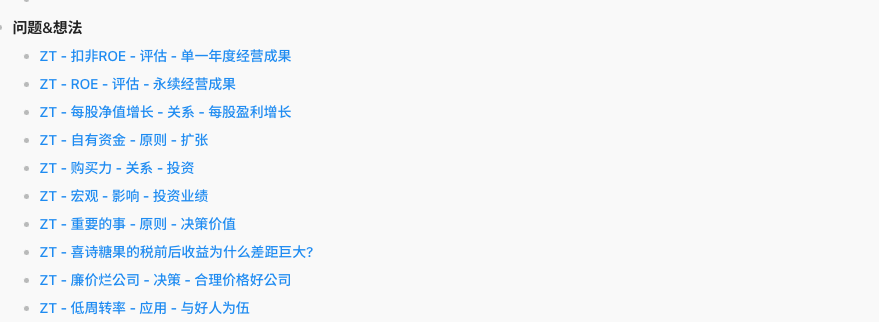 问题&想法
ZT - 扣非ROE - 评估 - 单一年度经营成果
ZT - ROE - 评估 - 永续经营成果
ZT - 每股净值增长 - 关系 - 每股盈利增长
ZT - 自有资金 - 原则 - 扩张
ZT - 购买力 - 关系 - 投资
ZT - 宏观 - 影响 - 投资业绩
ZT - 重要的事 - 原则 - 决策价值
ZT - 喜诗糖果的税前后收益为什么差距巨大?
ZT - 廉价烂公司 - 决策 - 合理价格好公司
ZT - 低周转率 - 应用 - 与好人为伍